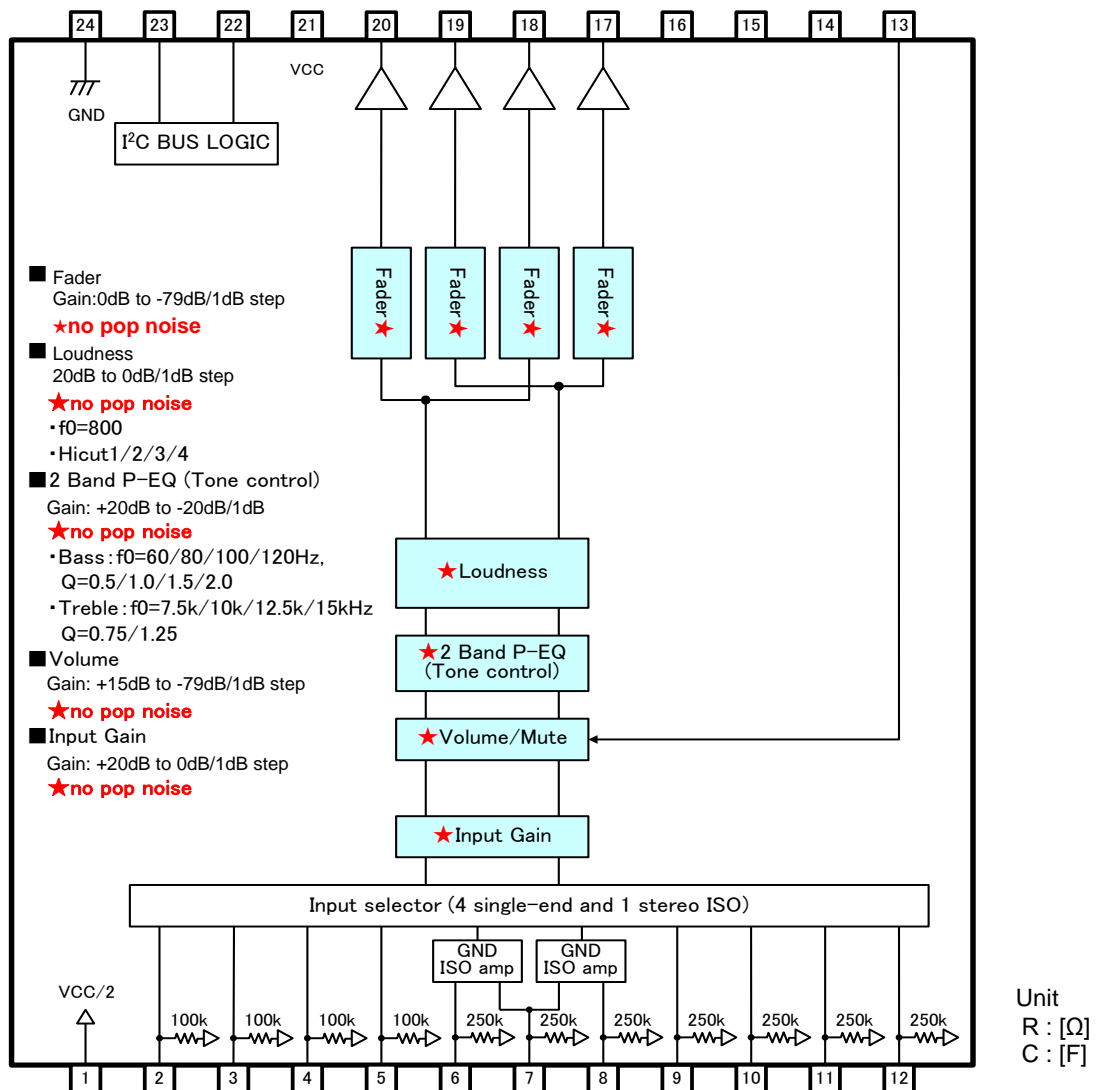 24 23 22 21 20 19 18 17 16 15 14 13
VCC
GND
I²C BUS LOGIC
Fader★ Fader★ Fader★ Fader★
■ Fader
Gain:0dB to -79dB/1dB step
★no pop noise
■ Loudness
20dB to 0dB/1dB step
★no pop noise
・f0=800
・Hicut1/2/3/4
■2 Band P-EQ (Tone control)
Gain: +20dB to -20dB/1dB
★no pop noise
・Bass:f0=60/80/100/120Hz,
Q=0.5/1.0/1.5/2.0
・Treble:f0=7.5k/10k/12.5k/15kHz
Q=0.75/1.25
■Volume
Gain: +15dB to -79dB/1dB step
★no pop noise
■Input Gain
Gain: +20dB to 0dB/1dB step
★no pop noise
★Loudness
★2 Band P-EQ
(Tone control)
★Volume/Mute
★Input Gain
Input selector (4 single-end and 1 stereo ISO)
GND
ISO amp
GND
ISO amp
VCC/2
100k 100k 100k 100k 250k 250k 250k 250k 250k 250k 250k
1 2 3 4 5 6 7 8 9 10 11 12
Unit
R : [Ω]
C : [F]